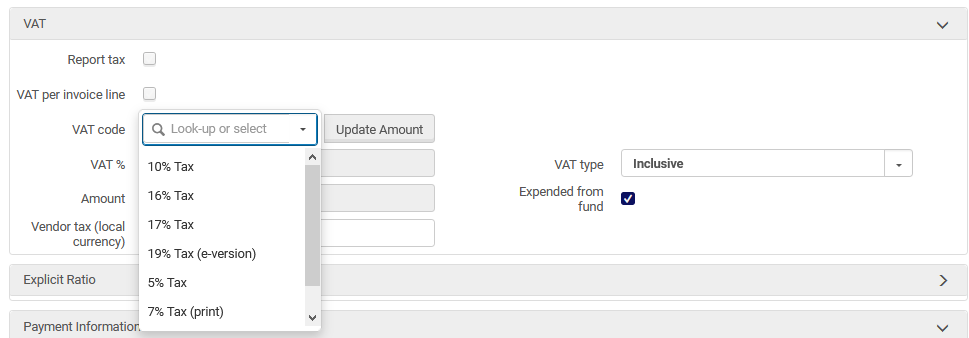 VAT
Report tax
VAT per invoice line
VAT code
Look-up or select
Update Amount
VAT %
10% Tax
16% Tax
17% Tax
19% Tax (e-version)
5% Tax
7% Tax (print)
VAT type
Inclusive
Amount
Expended from
fund
Vendor tax (local
currency)
Explicit Ratio
Payment Information